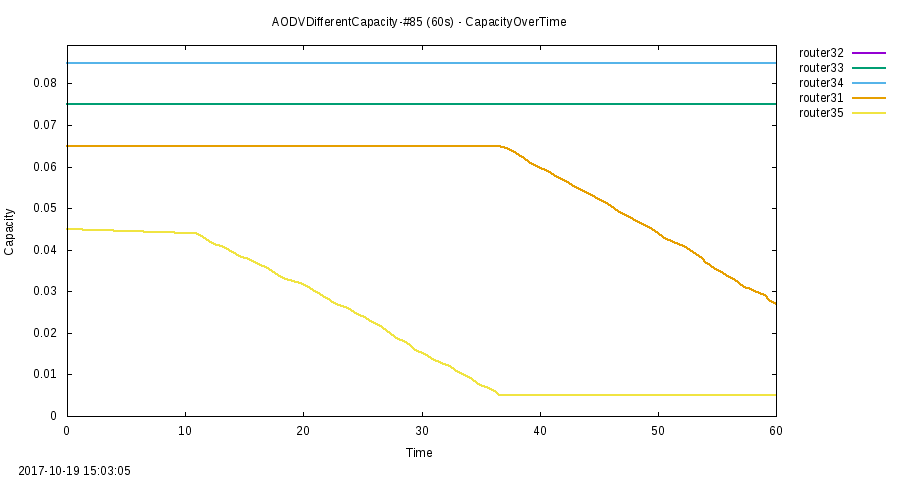 AODVDifferentCapacity-#85 (60s) - CapacityOverTime
router32
router33
router34
router31
router35
0.08
0.07
0.06
0.05
0.04
0.03
0.02
0.01
0
Capacity
0 10 20 30 40 50 60
Time
2017-10-19 15:03:05